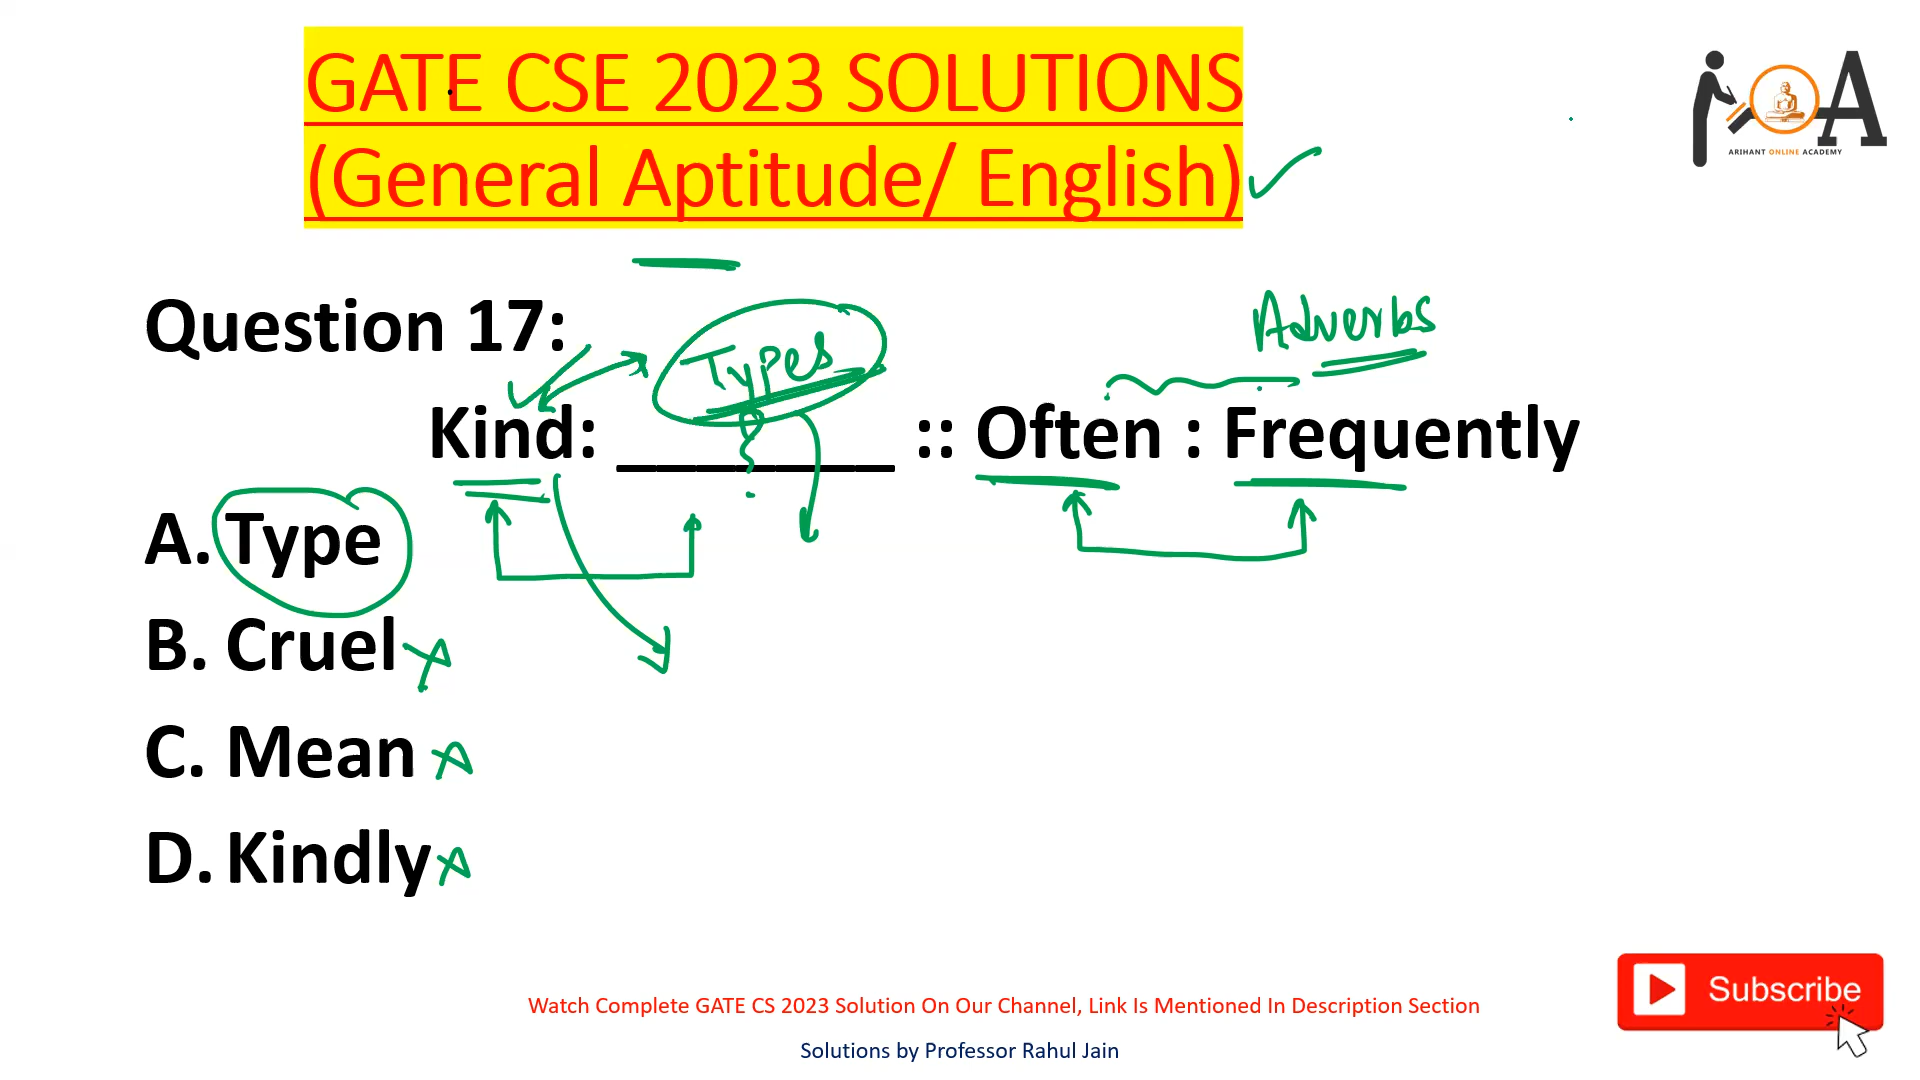 GATE CSE 2023 SOLUTIONS
(General Aptitude/ English)
ARIHANT ONLINE ACADEMY
Question 17:
Types
Adverbs
Kind: _______ :: Often : Frequently
A. Type
B. Cruel
C. Mean
D. Kindly
Subscribe
Watch Complete GATE CS 2023 Solution On Our Channel, Link Is Mentioned In Description Section
Solutions by Professor Rahul Jain